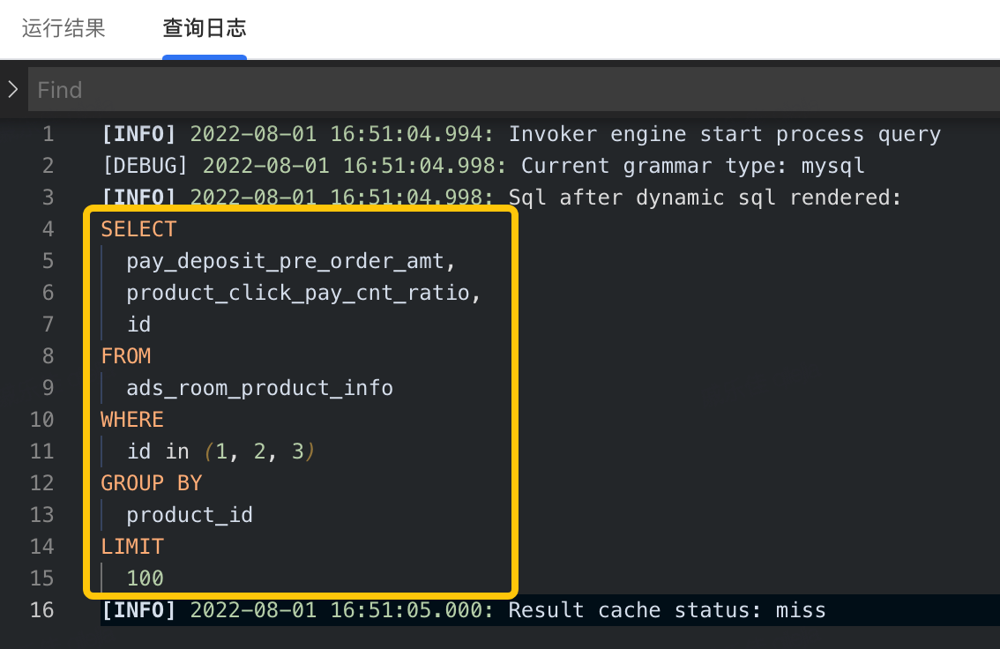 运行结果 查询日志
Find
1 [INFO] 2022-08-01 16:51:04.994: Invoker engine start process query
2 [DEBUG] 2022-08-01 16:51:04.998: Current grammar type: mysql
3 [INFO] 2022-08-01 16:51:04.998: Sql after dynamic sql rendered:
4 SELECT
5 pay_deposit_pre_order_amt,
6 product_click_pay_cnt_ratio,
7 id
8 FROM
9 ads_room_product_info
10 WHERE
11 id in (1, 2, 3)
12 GROUP BY
13 product_id
14 LIMIT
15 100
16 [INFO] 2022-08-01 16:51:05.000: Result cache status: miss